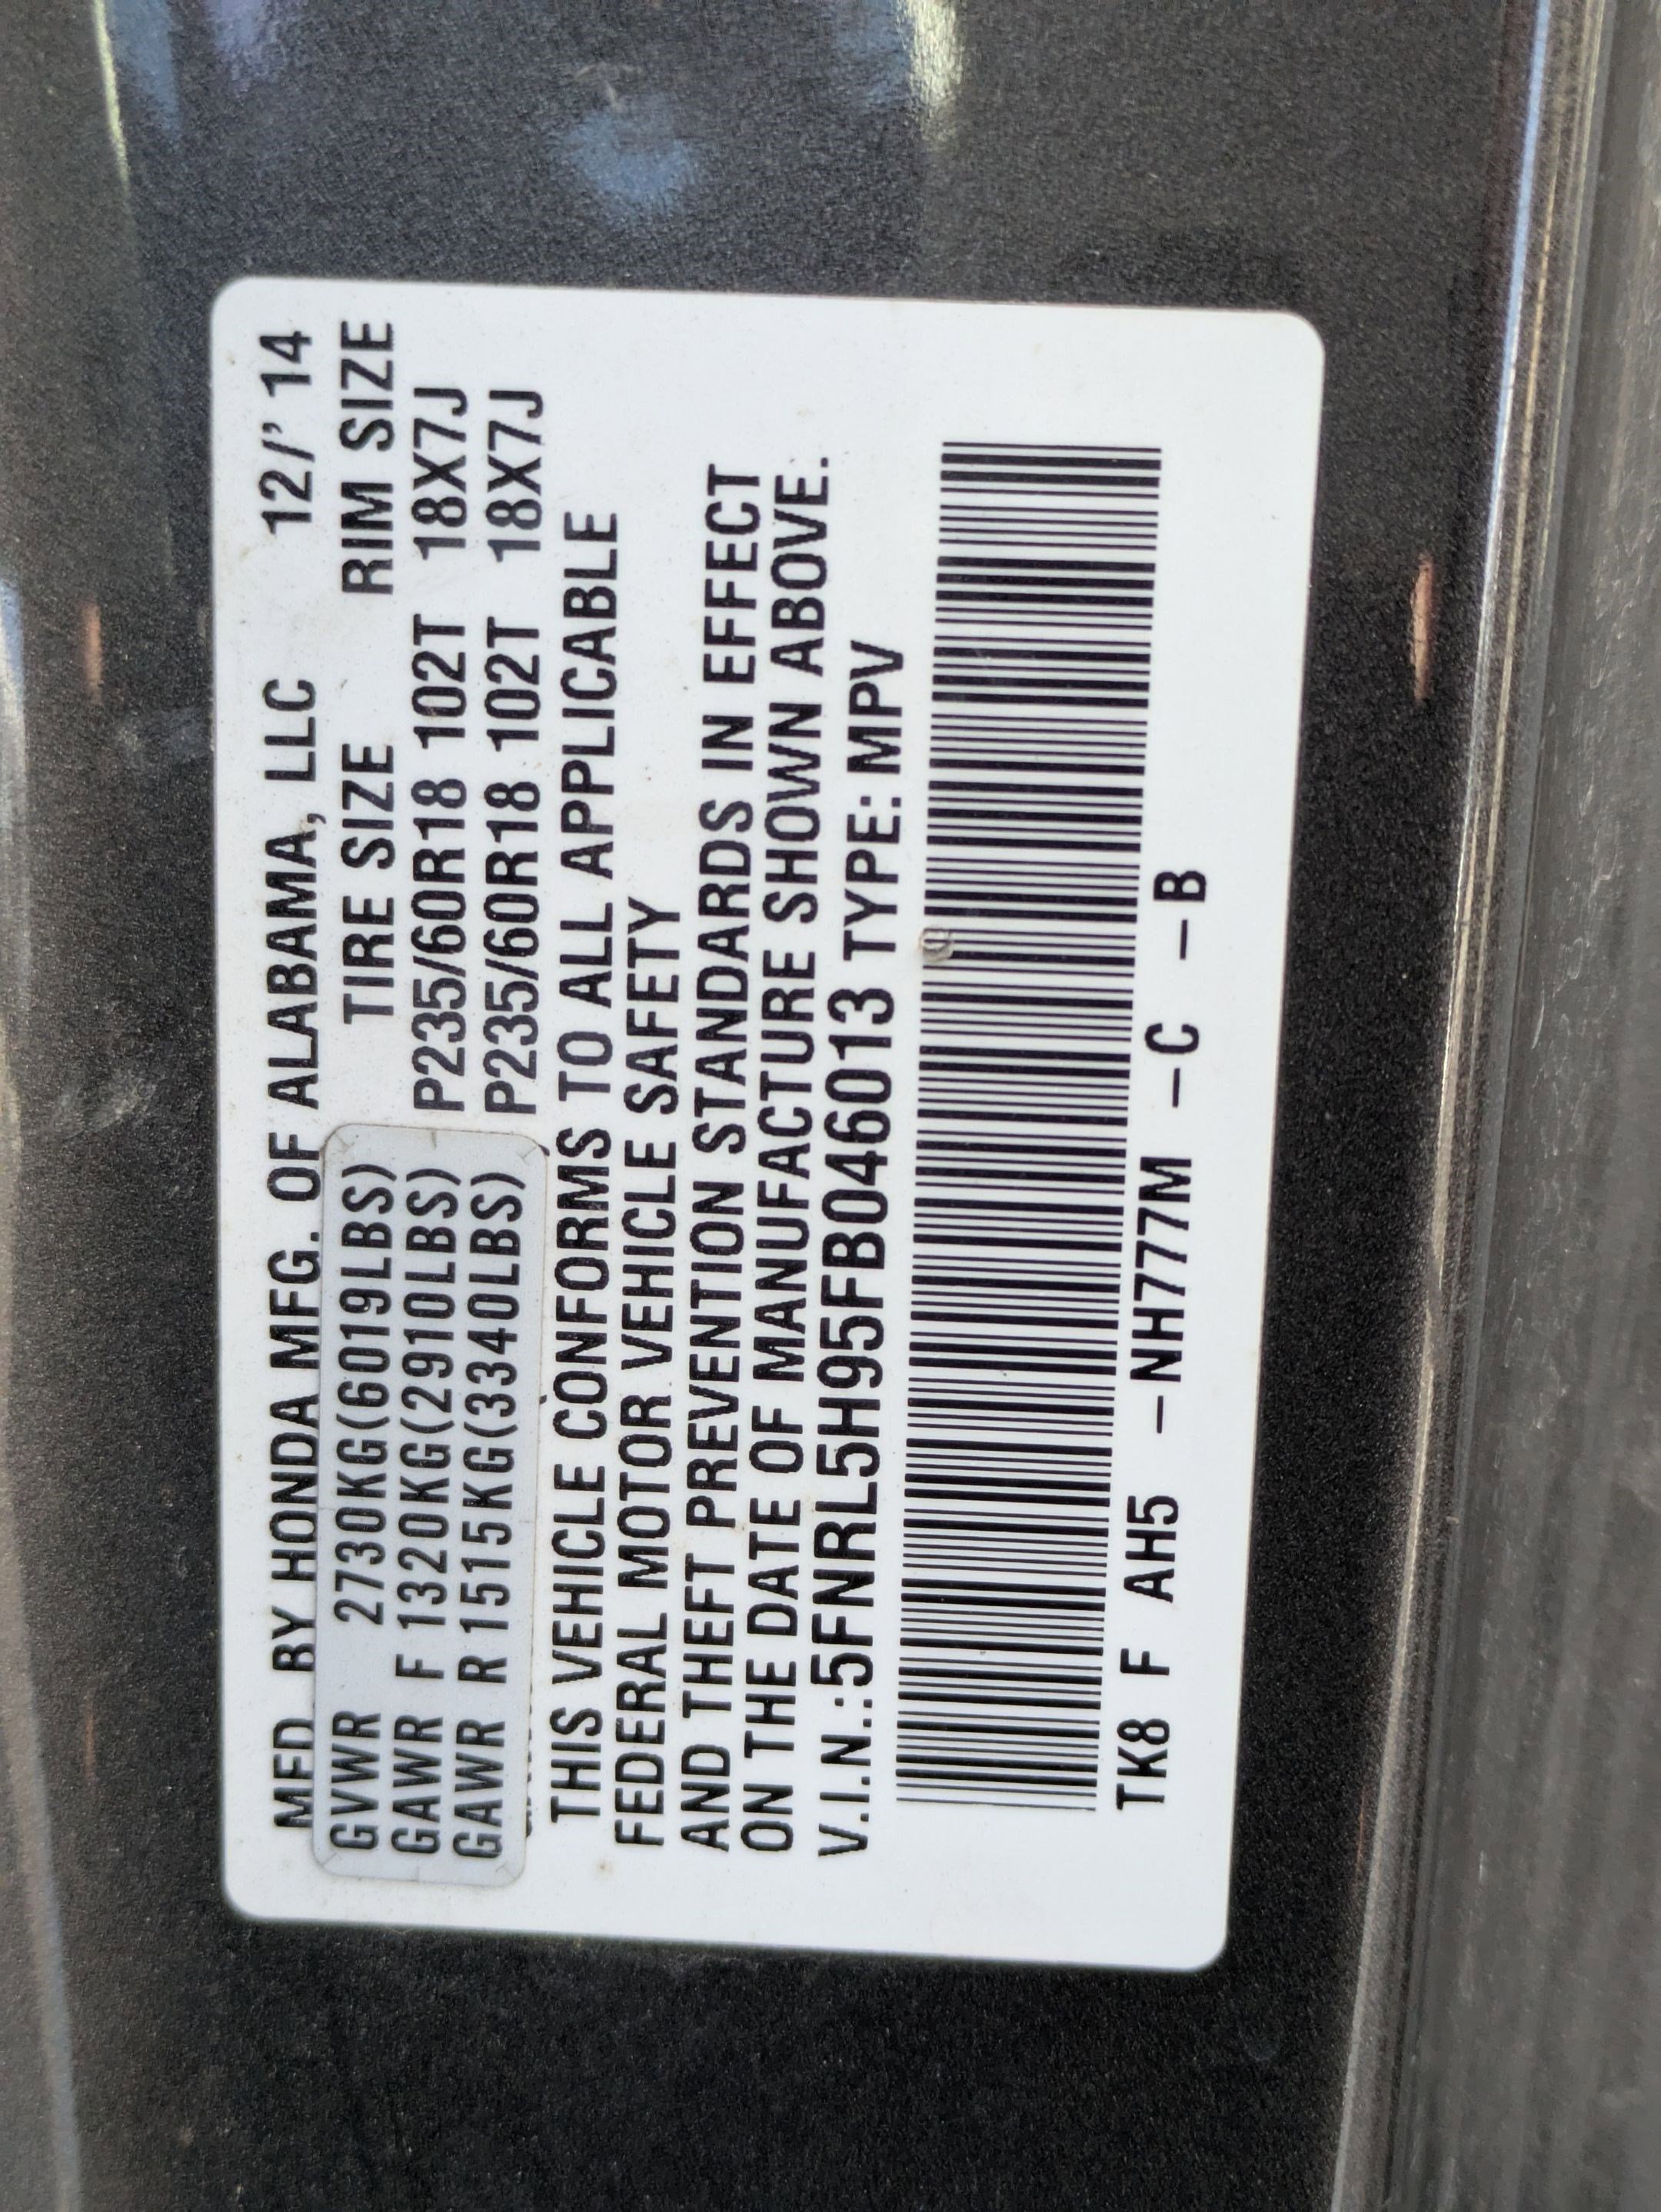 MFD. BY HONDA MFG. OF ALABAMA, LLC 12/'14
TIRE SIZE RIM SIZE
GVWR 2730KG(6019LBS)
GAWR F 1320KG(2910LBS) P235/60R18 102T 18X7J
GAWR R 1515KG(3340LBS) P235/60R18 102T 18X7J
THIS VEHICLE CONFORMS TO ALL APPLICABLE
FEDERAL MOTOR VEHICLE SAFETY
AND THEFT PREVENTION STANDARDS IN EFFECT
ON THE DATE OF MANUFACTURE SHOWN ABOVE.
V.I.N.:5FNRL5H95FB046013 TYPE:MPV
TK8 F AH5 -NH777M -C -B